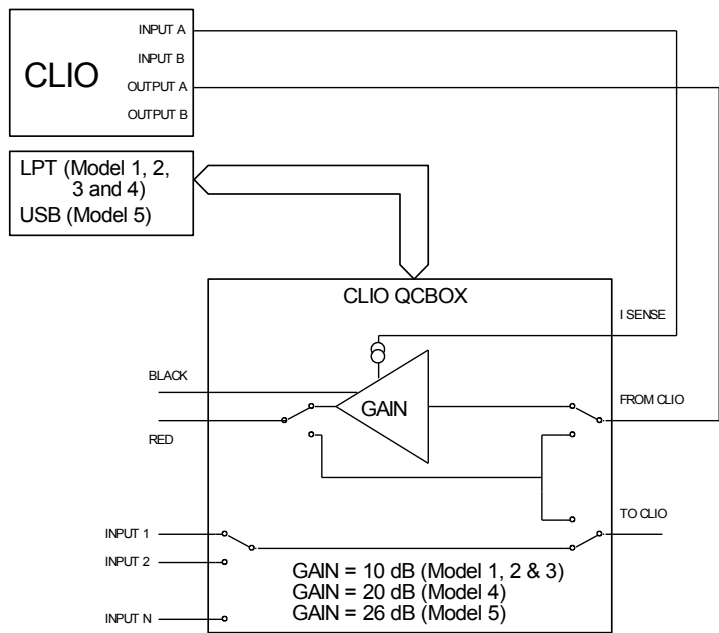 INPUT A
INPUT B
CLIO
OUTPUT A
OUTPUT B
LPT (Model 1, 2,
3 and 4)
USB (Model 5)
CLIO QCBOX
I SENSE
BLACK
GAIN
FROM CLIO
RED
TO CLIO
INPUT 1
INPUT 2
GAIN = 10 dB (Model 1, 2 & 3)
GAIN = 20 dB (Model 4)
GAIN = 26 dB (Model 5)
INPUT N